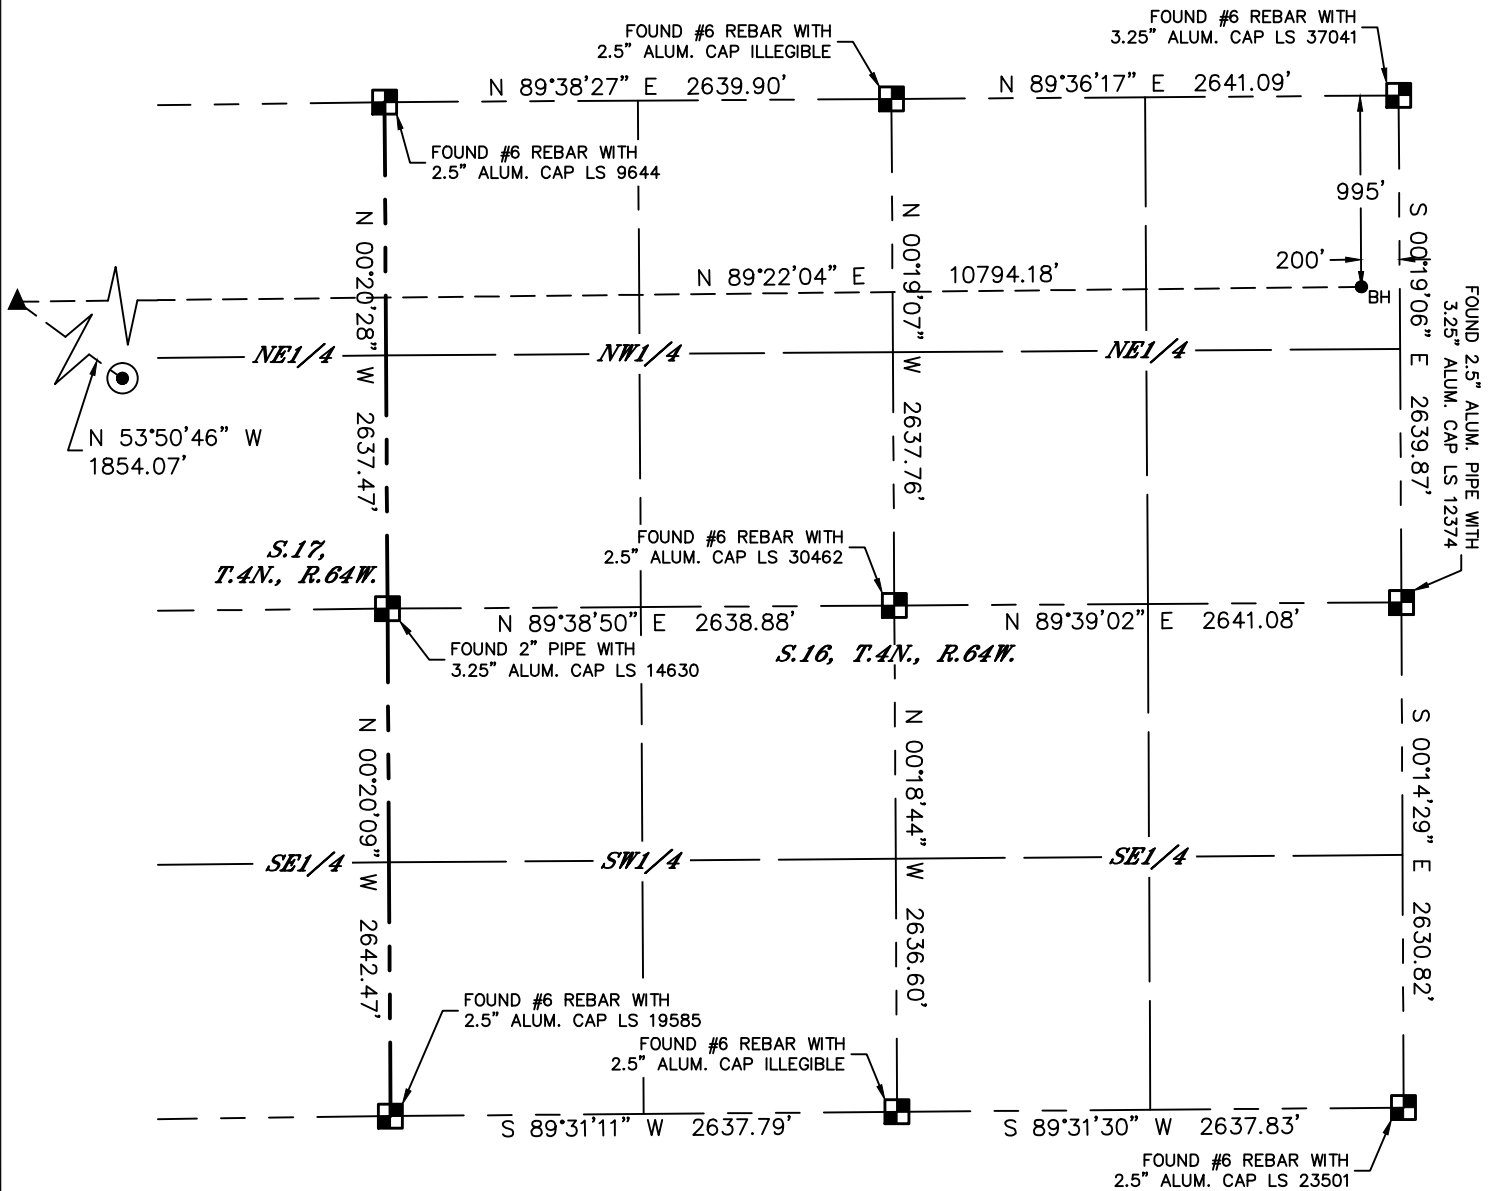 FOUND #6 REBAR WITH
2.5" ALUM. CAP ILLEGIBLE
FOUND #6 REBAR WITH
3.25" ALUM. CAP LS 37041
N 89°38'27" E 2639.90'
N 89°36'17" E 2641.09'
FOUND #6 REBAR WITH
2.5" ALUM. CAP LS 9644
995'
N 00°20'28" W 2637.47'
N 00°19'07" W 2637.76'
S 00°19'06" E 2639.87'
N 89°22'04" E 10794.18'
200'
BH
FOUND 2.5" ALUM. PIPE WITH
3.25" ALUM. CAP LS 12374
NE1/4
NW1/4
NE1/4
N 53°50'46" W
1854.07'
S.17,
T.4N., R.64W.
FOUND #6 REBAR WITH
2.5" ALUM. CAP LS 30462
N 89°38'50" E 2638.88'
N 89°39'02" E 2641.08'
FOUND 2" PIPE WITH
3.25" ALUM. CAP LS 14630
S.16, T.4N., R.64W.
N 00°20'09" W 2642.47'
N 00°18'44" W 2636.60'
S 00°14'29" E 2630.82'
SE1/4
SW1/4
SE1/4
FOUND #6 REBAR WITH
2.5" ALUM. CAP LS 19585
FOUND #6 REBAR WITH
2.5" ALUM. CAP ILLEGIBLE
S 89°31'11" W 2637.79'
S 89°31'30" W 2637.83'
FOUND #6 REBAR WITH
2.5" ALUM. CAP LS 23501